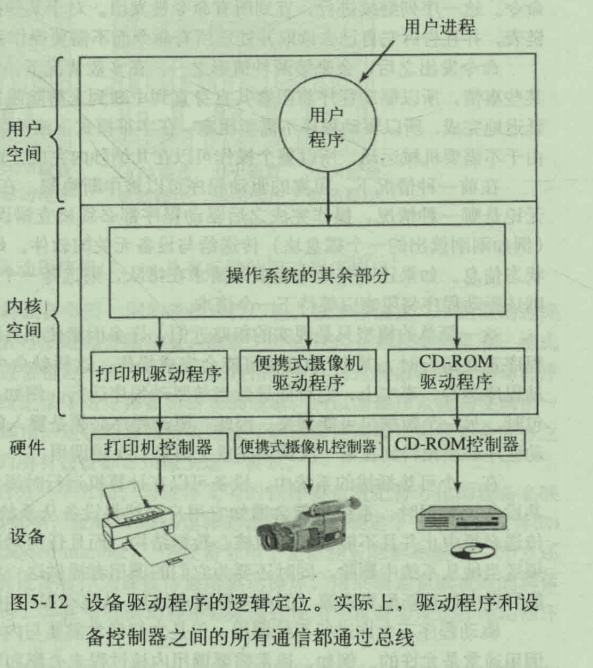 用户进程
用户
空间
用户
程序
操作系统的其余部分
内核
空间
打印机驱动程序
便携式摄像机
驱动程序
CD-ROM
驱动程序
硬件
打印机控制器
便携式摄像机控制器
CD-ROM控制器
设备
图5-12 设备驱动程序的逻辑定位。实际上，驱动程序和设
备控制器之间的所有通信都通过总线